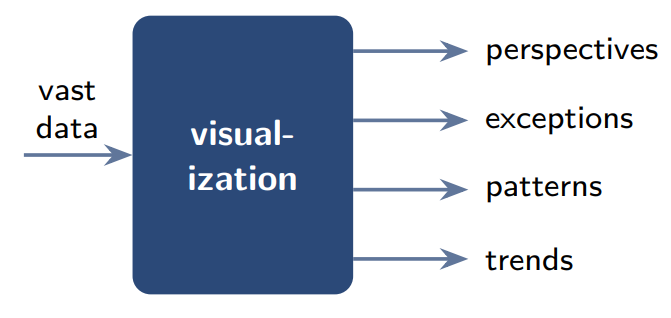 vast
data
visual-
ization
perspectives
exceptions
patterns
trends